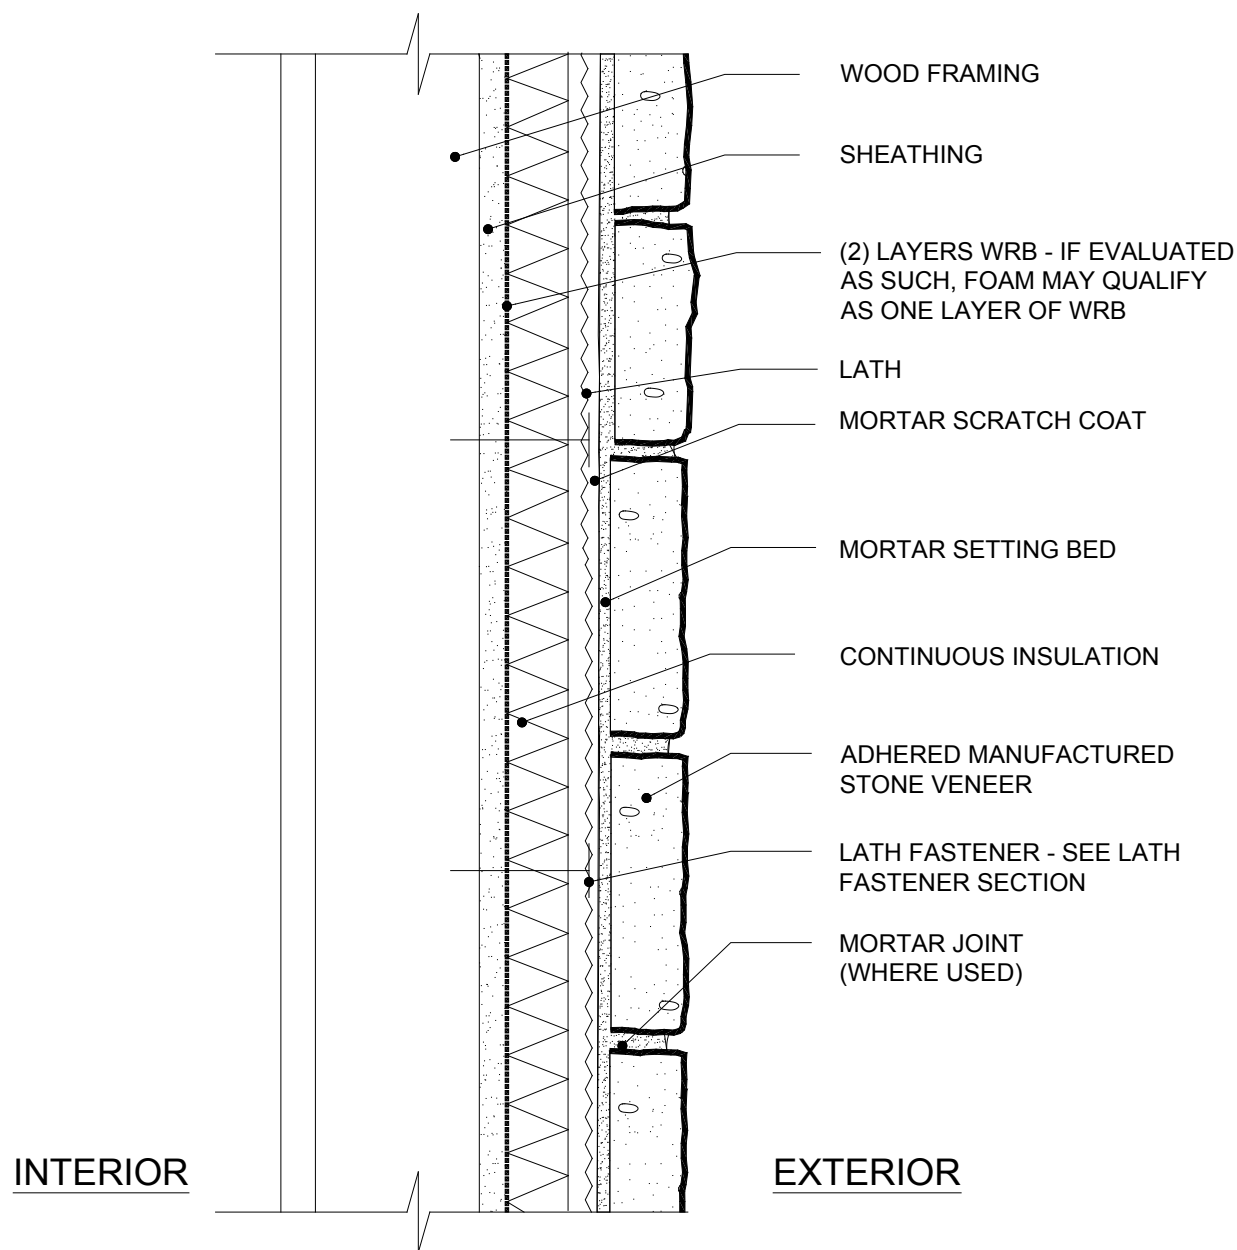 WOOD FRAMING
SHEATHING
(2) LAYERS WRB - IF EVALUATED
AS SUCH, FOAM MAY QUALIFY
AS ONE LAYER OF WRB
LATH
MORTAR SCRATCH COAT
MORTAR SETTING BED
CONTINUOUS INSULATION
ADHERED MANUFACTURED
STONE VENEER
LATH FASTENER - SEE LATH
FASTENER SECTION
MORTAR JOINT
(WHERE USED)
INTERIOR
EXTERIOR